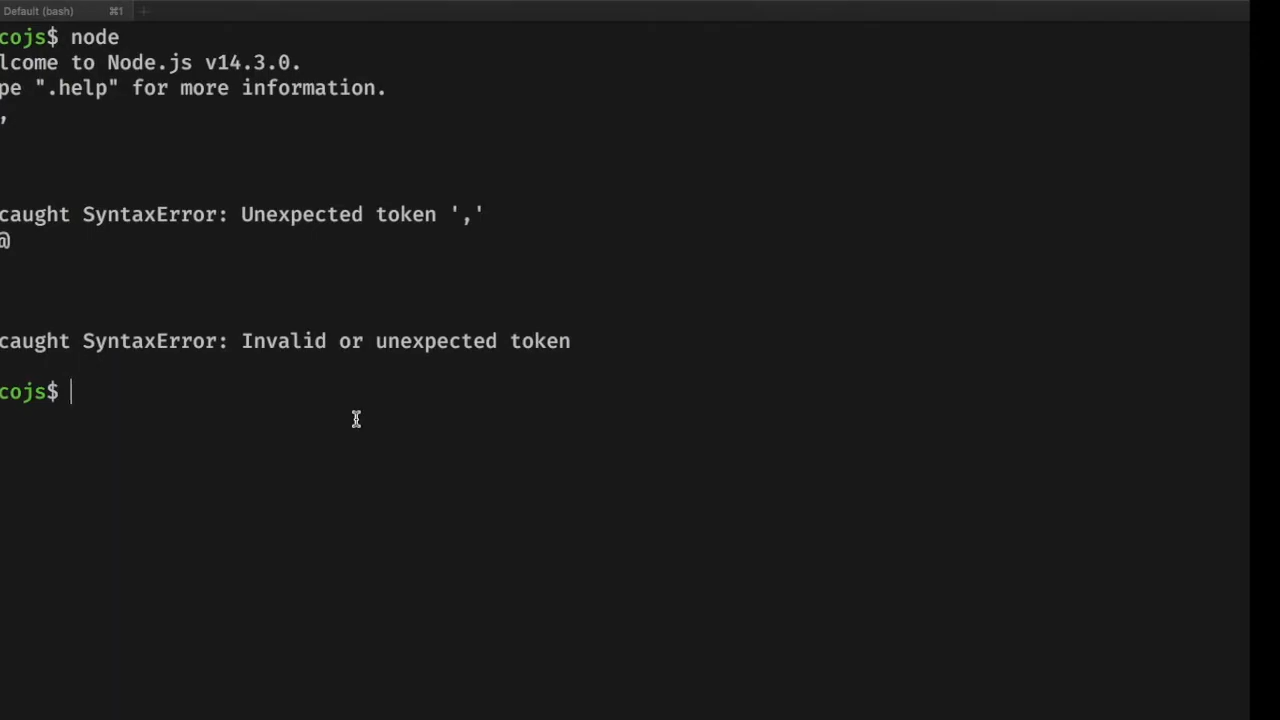 Default (bash) ⌘1 +
cojs$ node
lcome to Node.js v14.3.0.
pe ".help" for more information.
,
caught SyntaxError: Unexpected token ','
@
caught SyntaxError: Invalid or unexpected token
cojs$